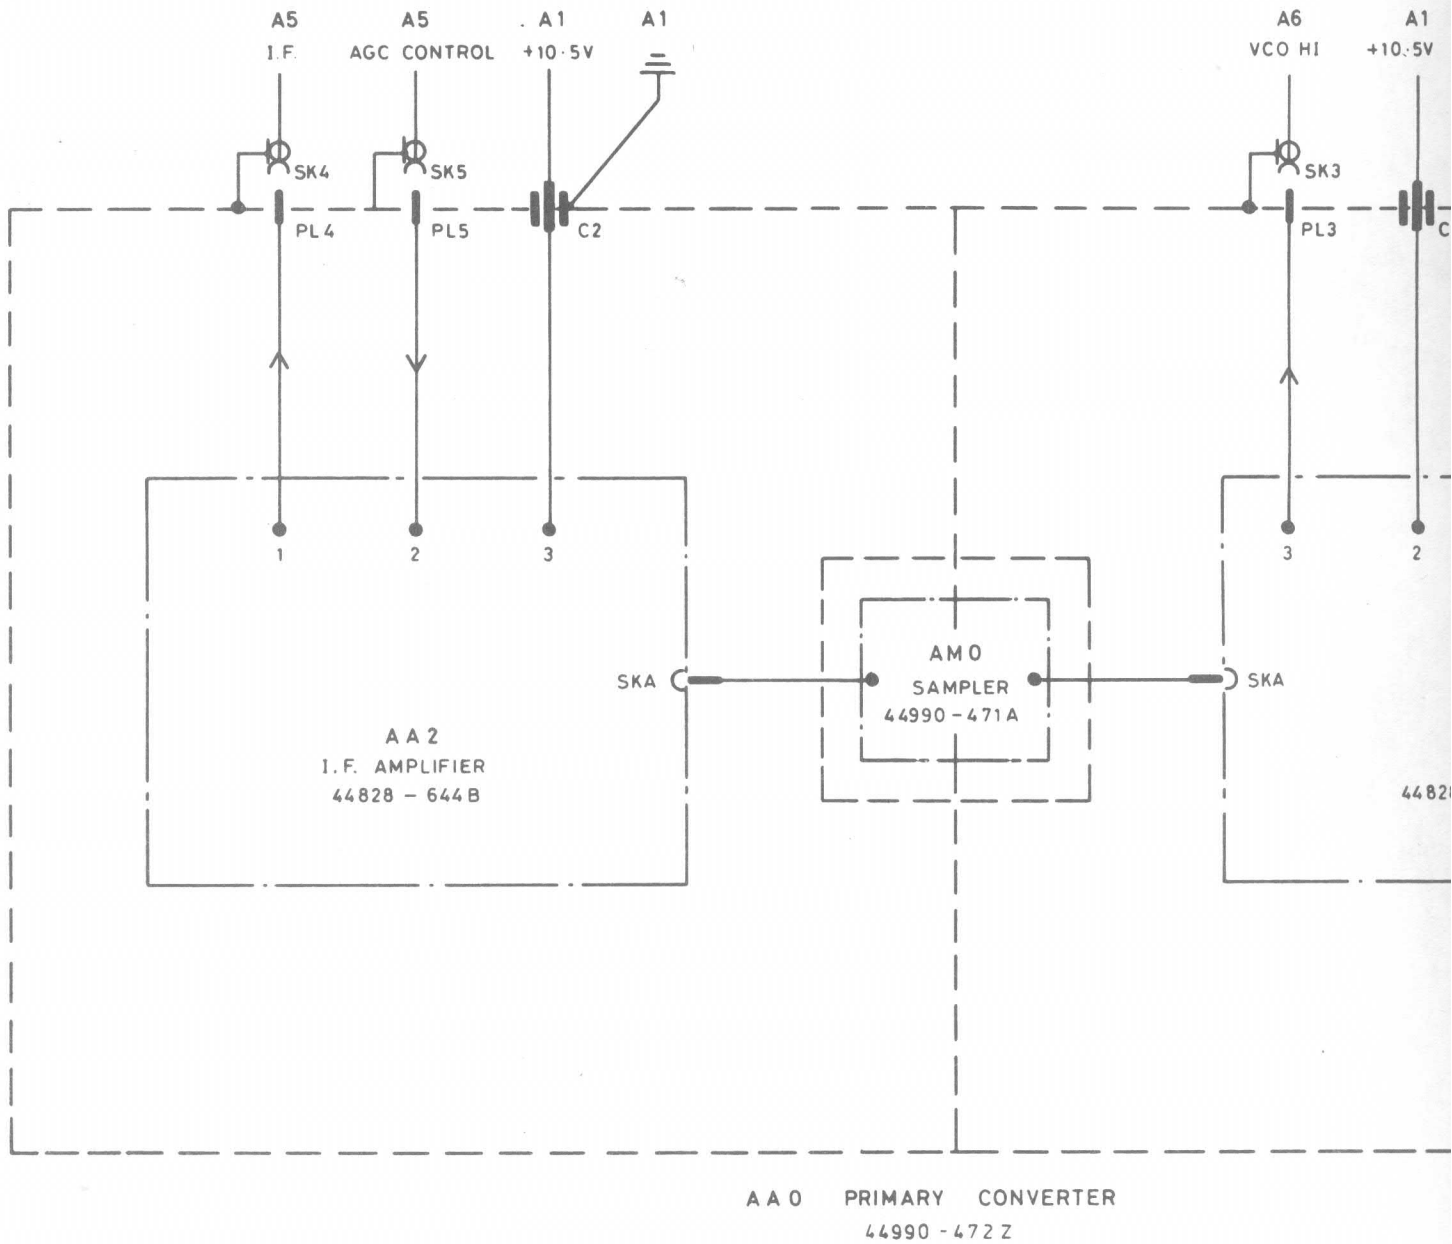 A5
I.F.
A5
AGC CONTROL
A1
+10·5V
A1
A6
VCO HI
A1
+10·5V
SK4
SK5
SK3
PL4
PL5
C2
PL3
C
1
2
3
3
2
SKA
AM0
SAMPLER
44990-471A
SKA
AA2
I.F. AMPLIFIER
44828-644B
44828
AA0 PRIMARY CONVERTER
44990-472Z